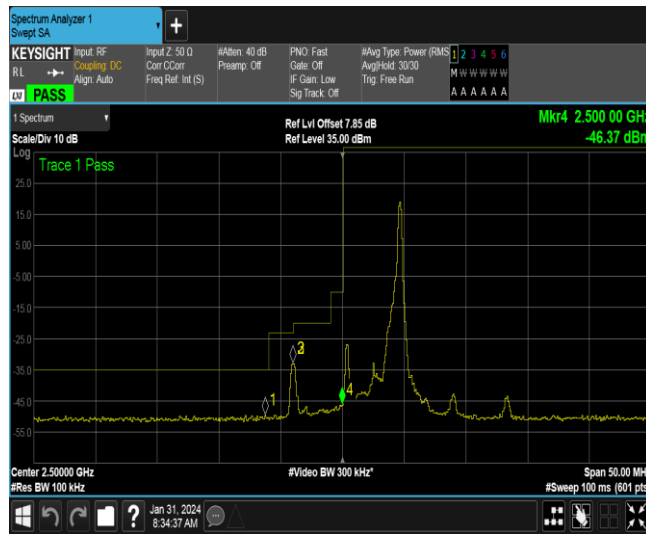 Spectrum Analyzer 1
Swept SA
+
KEYSIGHT
RL
Align: Auto
LXI PASS
Input: RF
Coupling: DC
Input Z: 50 Ω
Corr CCorr
Freq Ref: Int (S)
#Atten: 40 dB
Preamp: Off
PNO: Fast
Gate: Off
IF Gain: Low
Sig Track: Off
#Avg Type: Power (RMS
Avg|Hold: 30/30
Trig: Free Run
1 2 3 4 5 6
M W W W W W
A A A A A A
1 Spectrum
Scale/Div 10 dB
Ref Lvl Offset 7.85 dB
Ref Level 35.00 dBm
Mkr4 2.500 00 GH
-46.37 dBm
Log
Trace 1 Pass
25.0
15.0
5.00
-5.00
-15.0
-25.0
-35.0
-45.0
-55.0
1
4
Center 2.50000 GHz
#Res BW 100 kHz
#Video BW 300 kHz*
Span 50.00 MH
#Sweep 100 ms (601 pts
?
Jan 31, 2024
8:34:37 AM